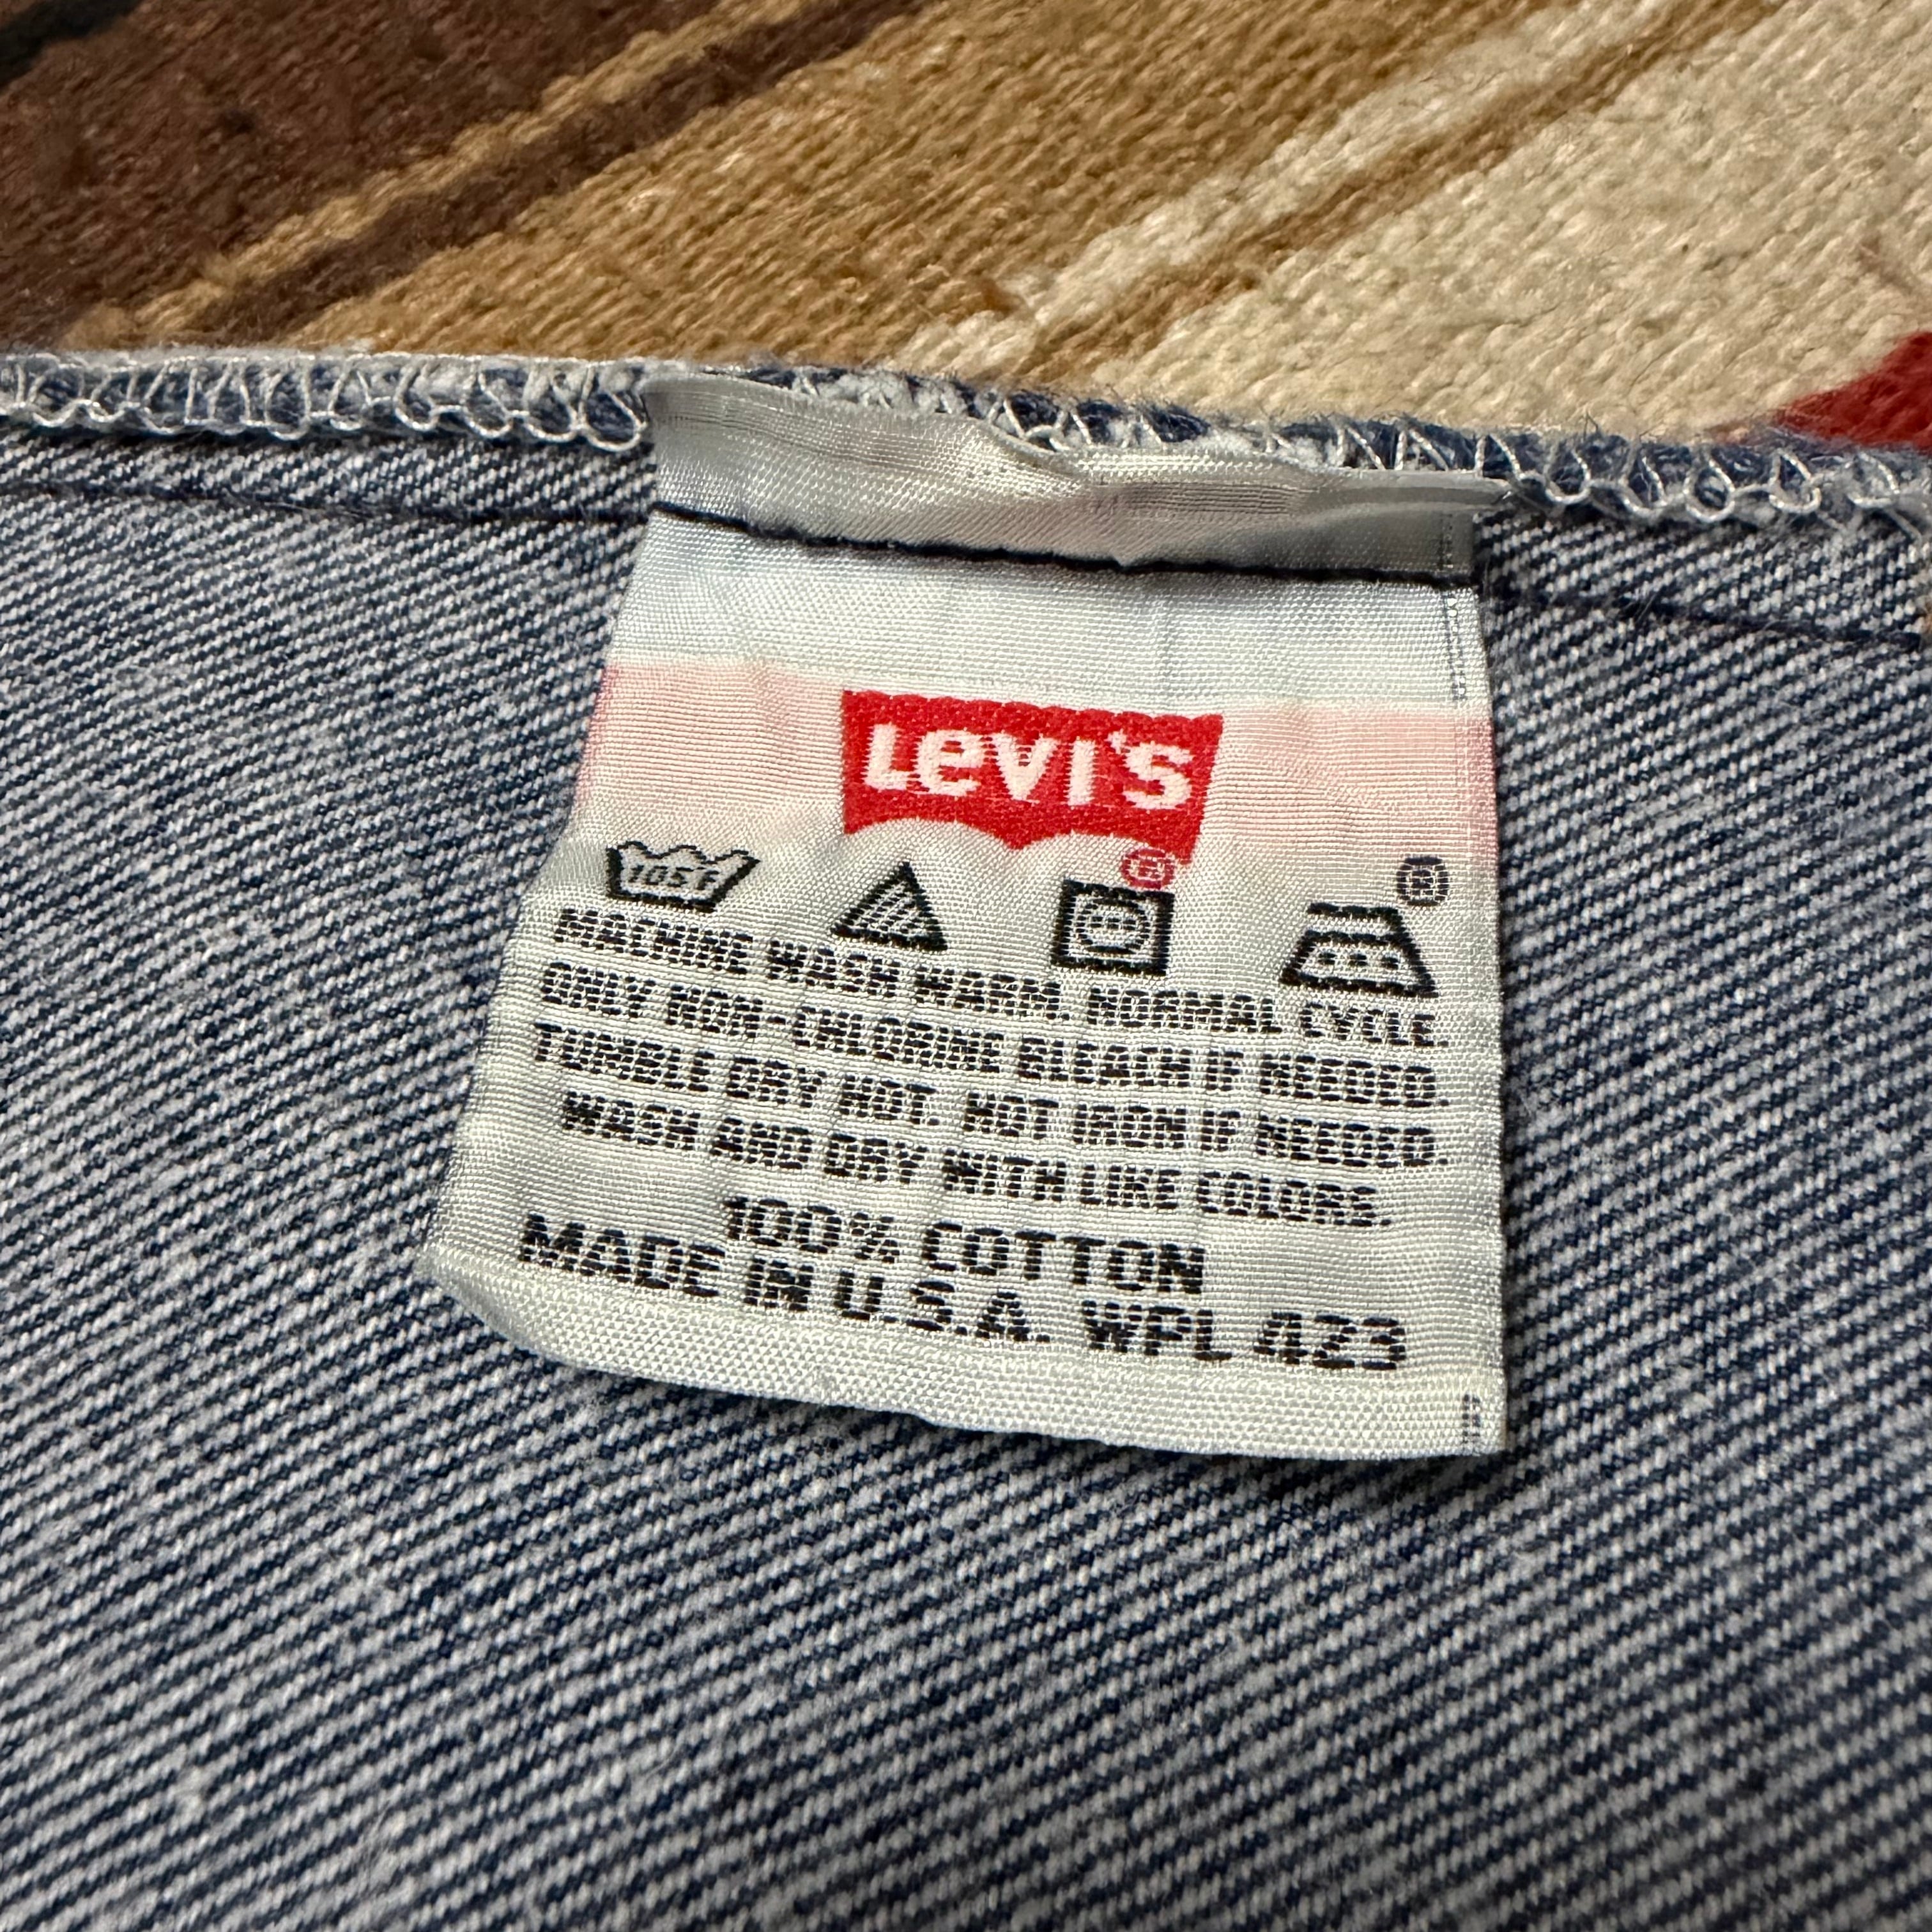 Levi's
®
105F
®
MACHINE WASH WARM, NORMAL CYCLE.
ONLY NON-CHLORINE BLEACH IF NEEDED.
TUMBLE DRY HOT. HOT IRON IF NEEDED.
WASH AND DRY WITH LIKE COLORS.
100% COTTON
MADE IN U.S.A. WPL 423